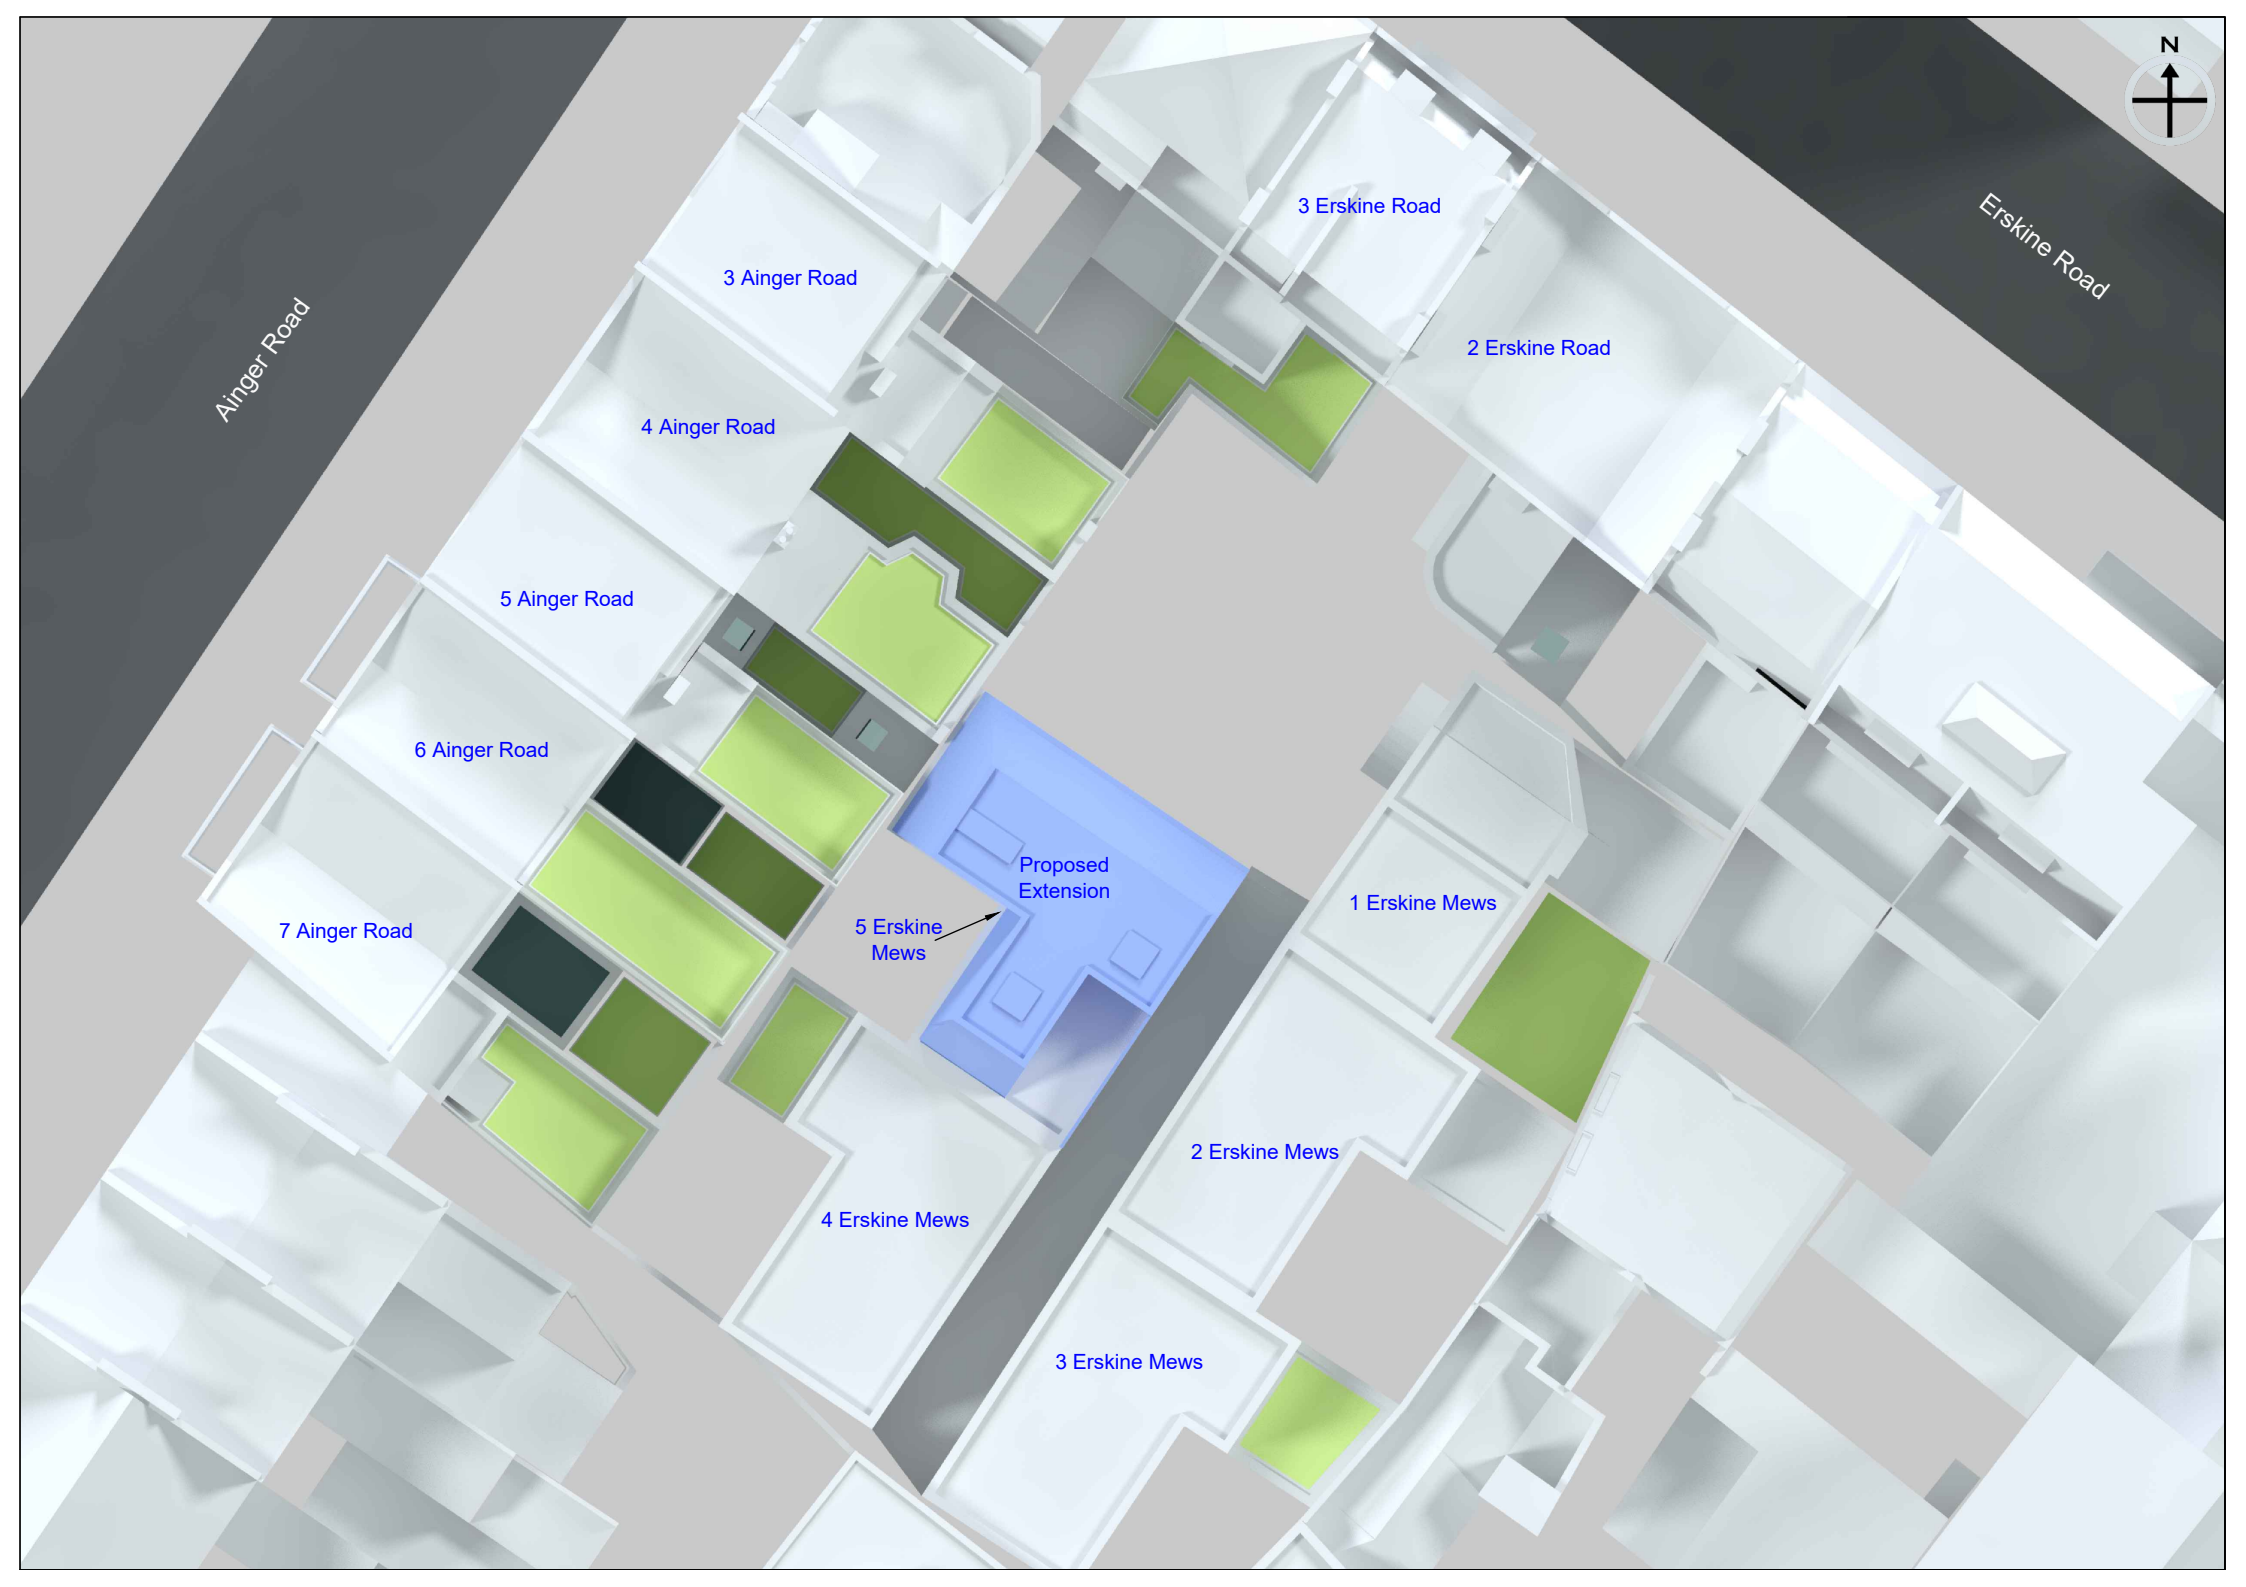 N
3 Erskine Road
Erskine Road
3 Ainger Road
2 Erskine Road
Ainger Road
4 Ainger Road
5 Ainger Road
6 Ainger Road
Proposed
Extension
1 Erskine Mews
5 Erskine
Mews
7 Ainger Road
2 Erskine Mews
4 Erskine Mews
3 Erskine Mews